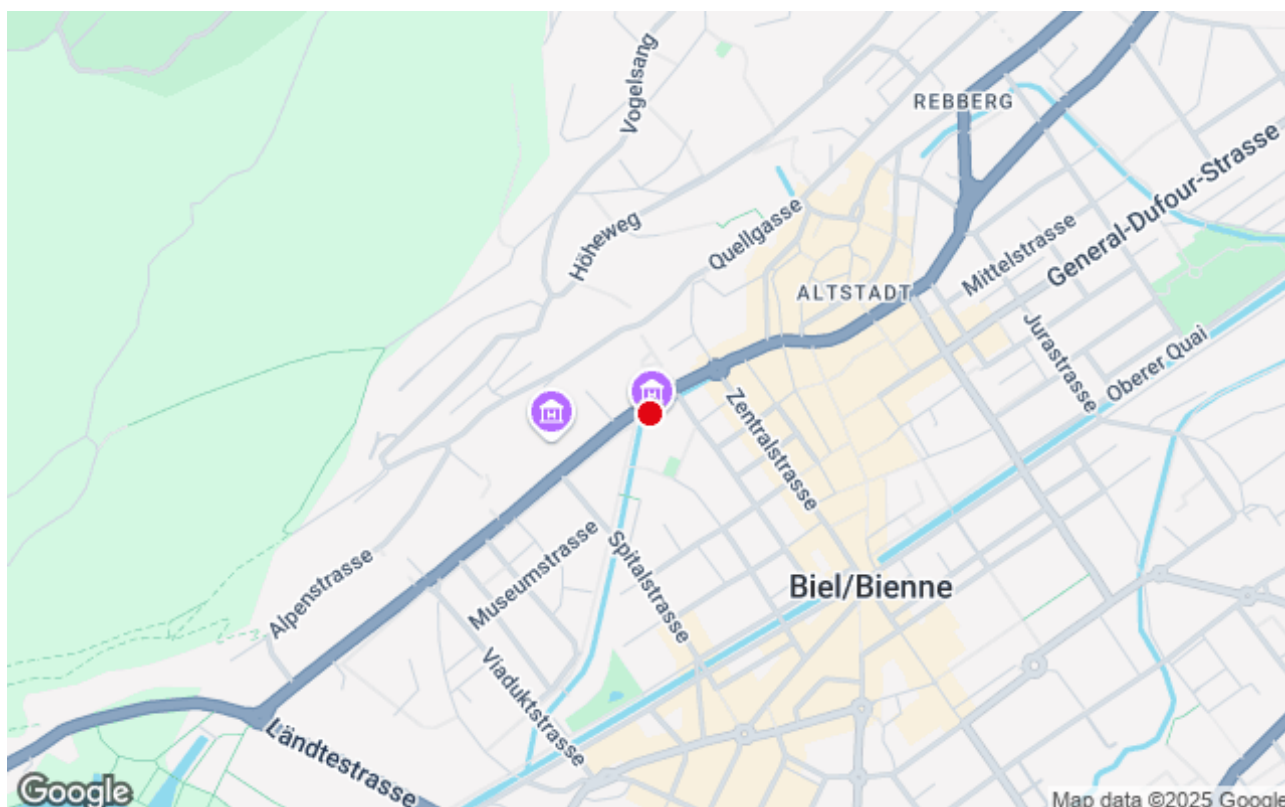 Vogelsang
REBBERG
General-Dufour-Strasse
Höheweg
Quellgasse
Mittelstrasse
ALTSTADT
Jurastrasse
Oberer Quai
Zentralstrasse
Museumstrasse
Spitalstrasse
Alpenstrasse
Biel/Bienne
Viaduktstrasse
Ländtestrasse
Google
Map data ©2025 Google